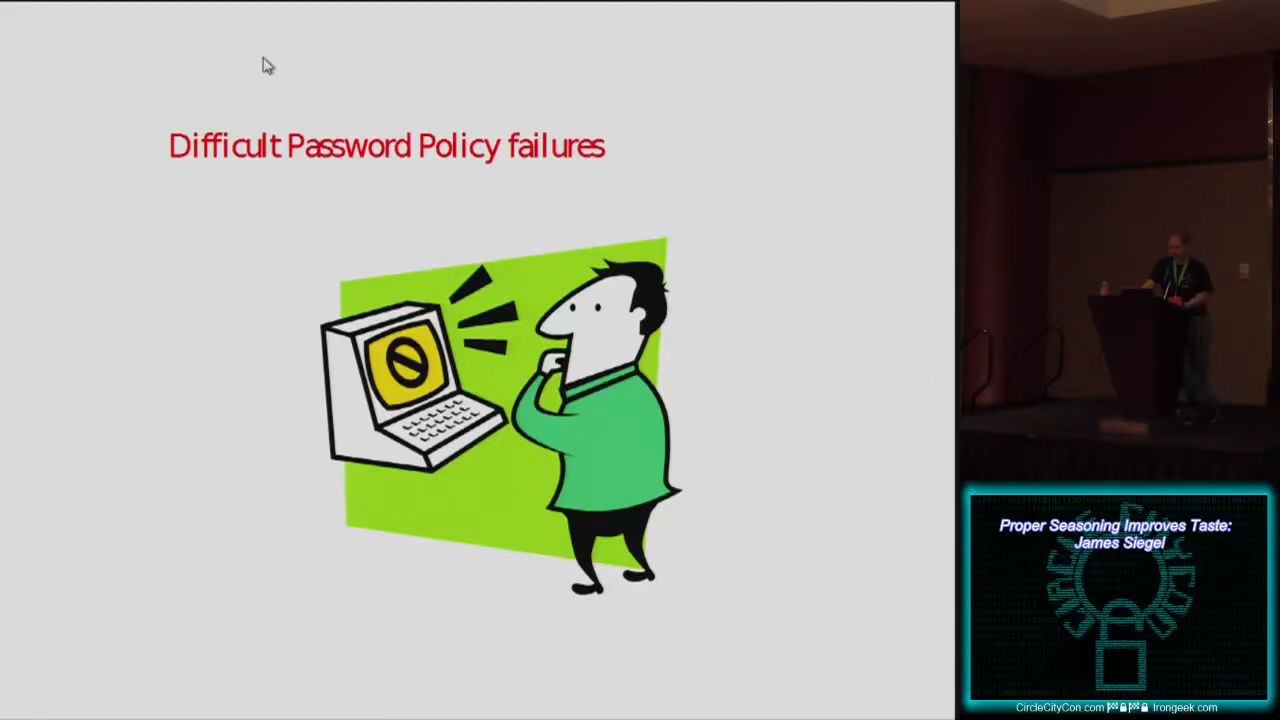 Difficult Password Policy failures
Proper Seasoning Improves Taste:
James Siegel
CircleCityCon.com Irongeek.com